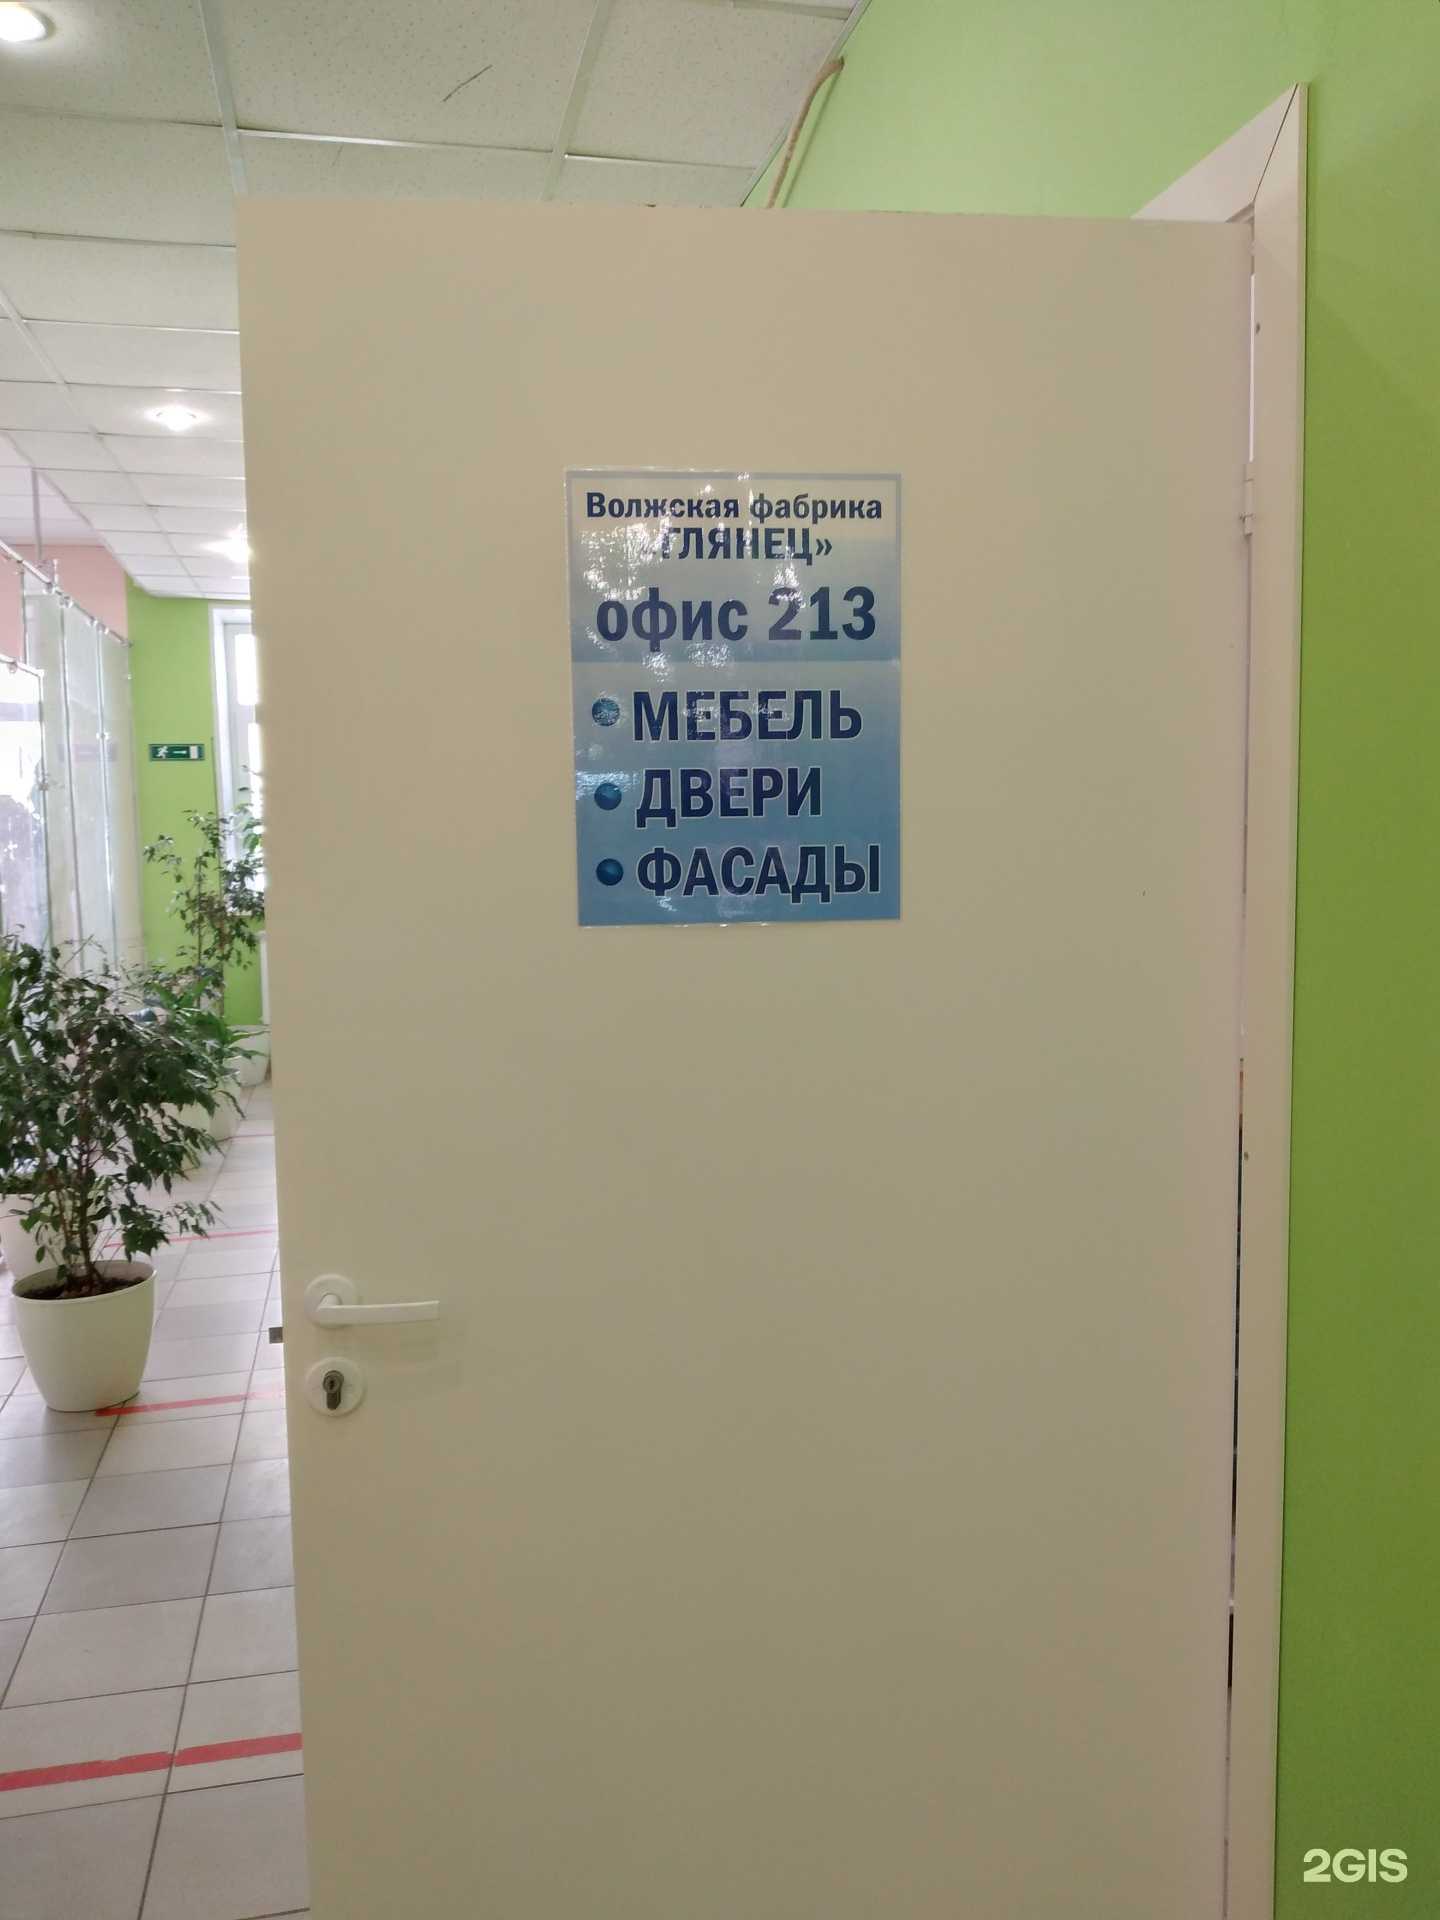 Волжская фабрика
«ГЛЯНЕЦ»
офис 213
• МЕБЕЛЬ
• ДВЕРИ
• ФАСАДЫ
2GIS